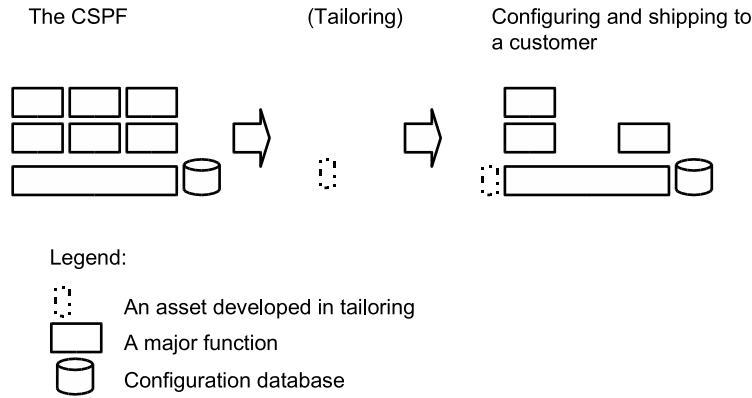 The CSPF
(Tailoring)
Configuring and shipping to
a customer
Legend:
An asset developed in tailoring
A major function
Configuration database